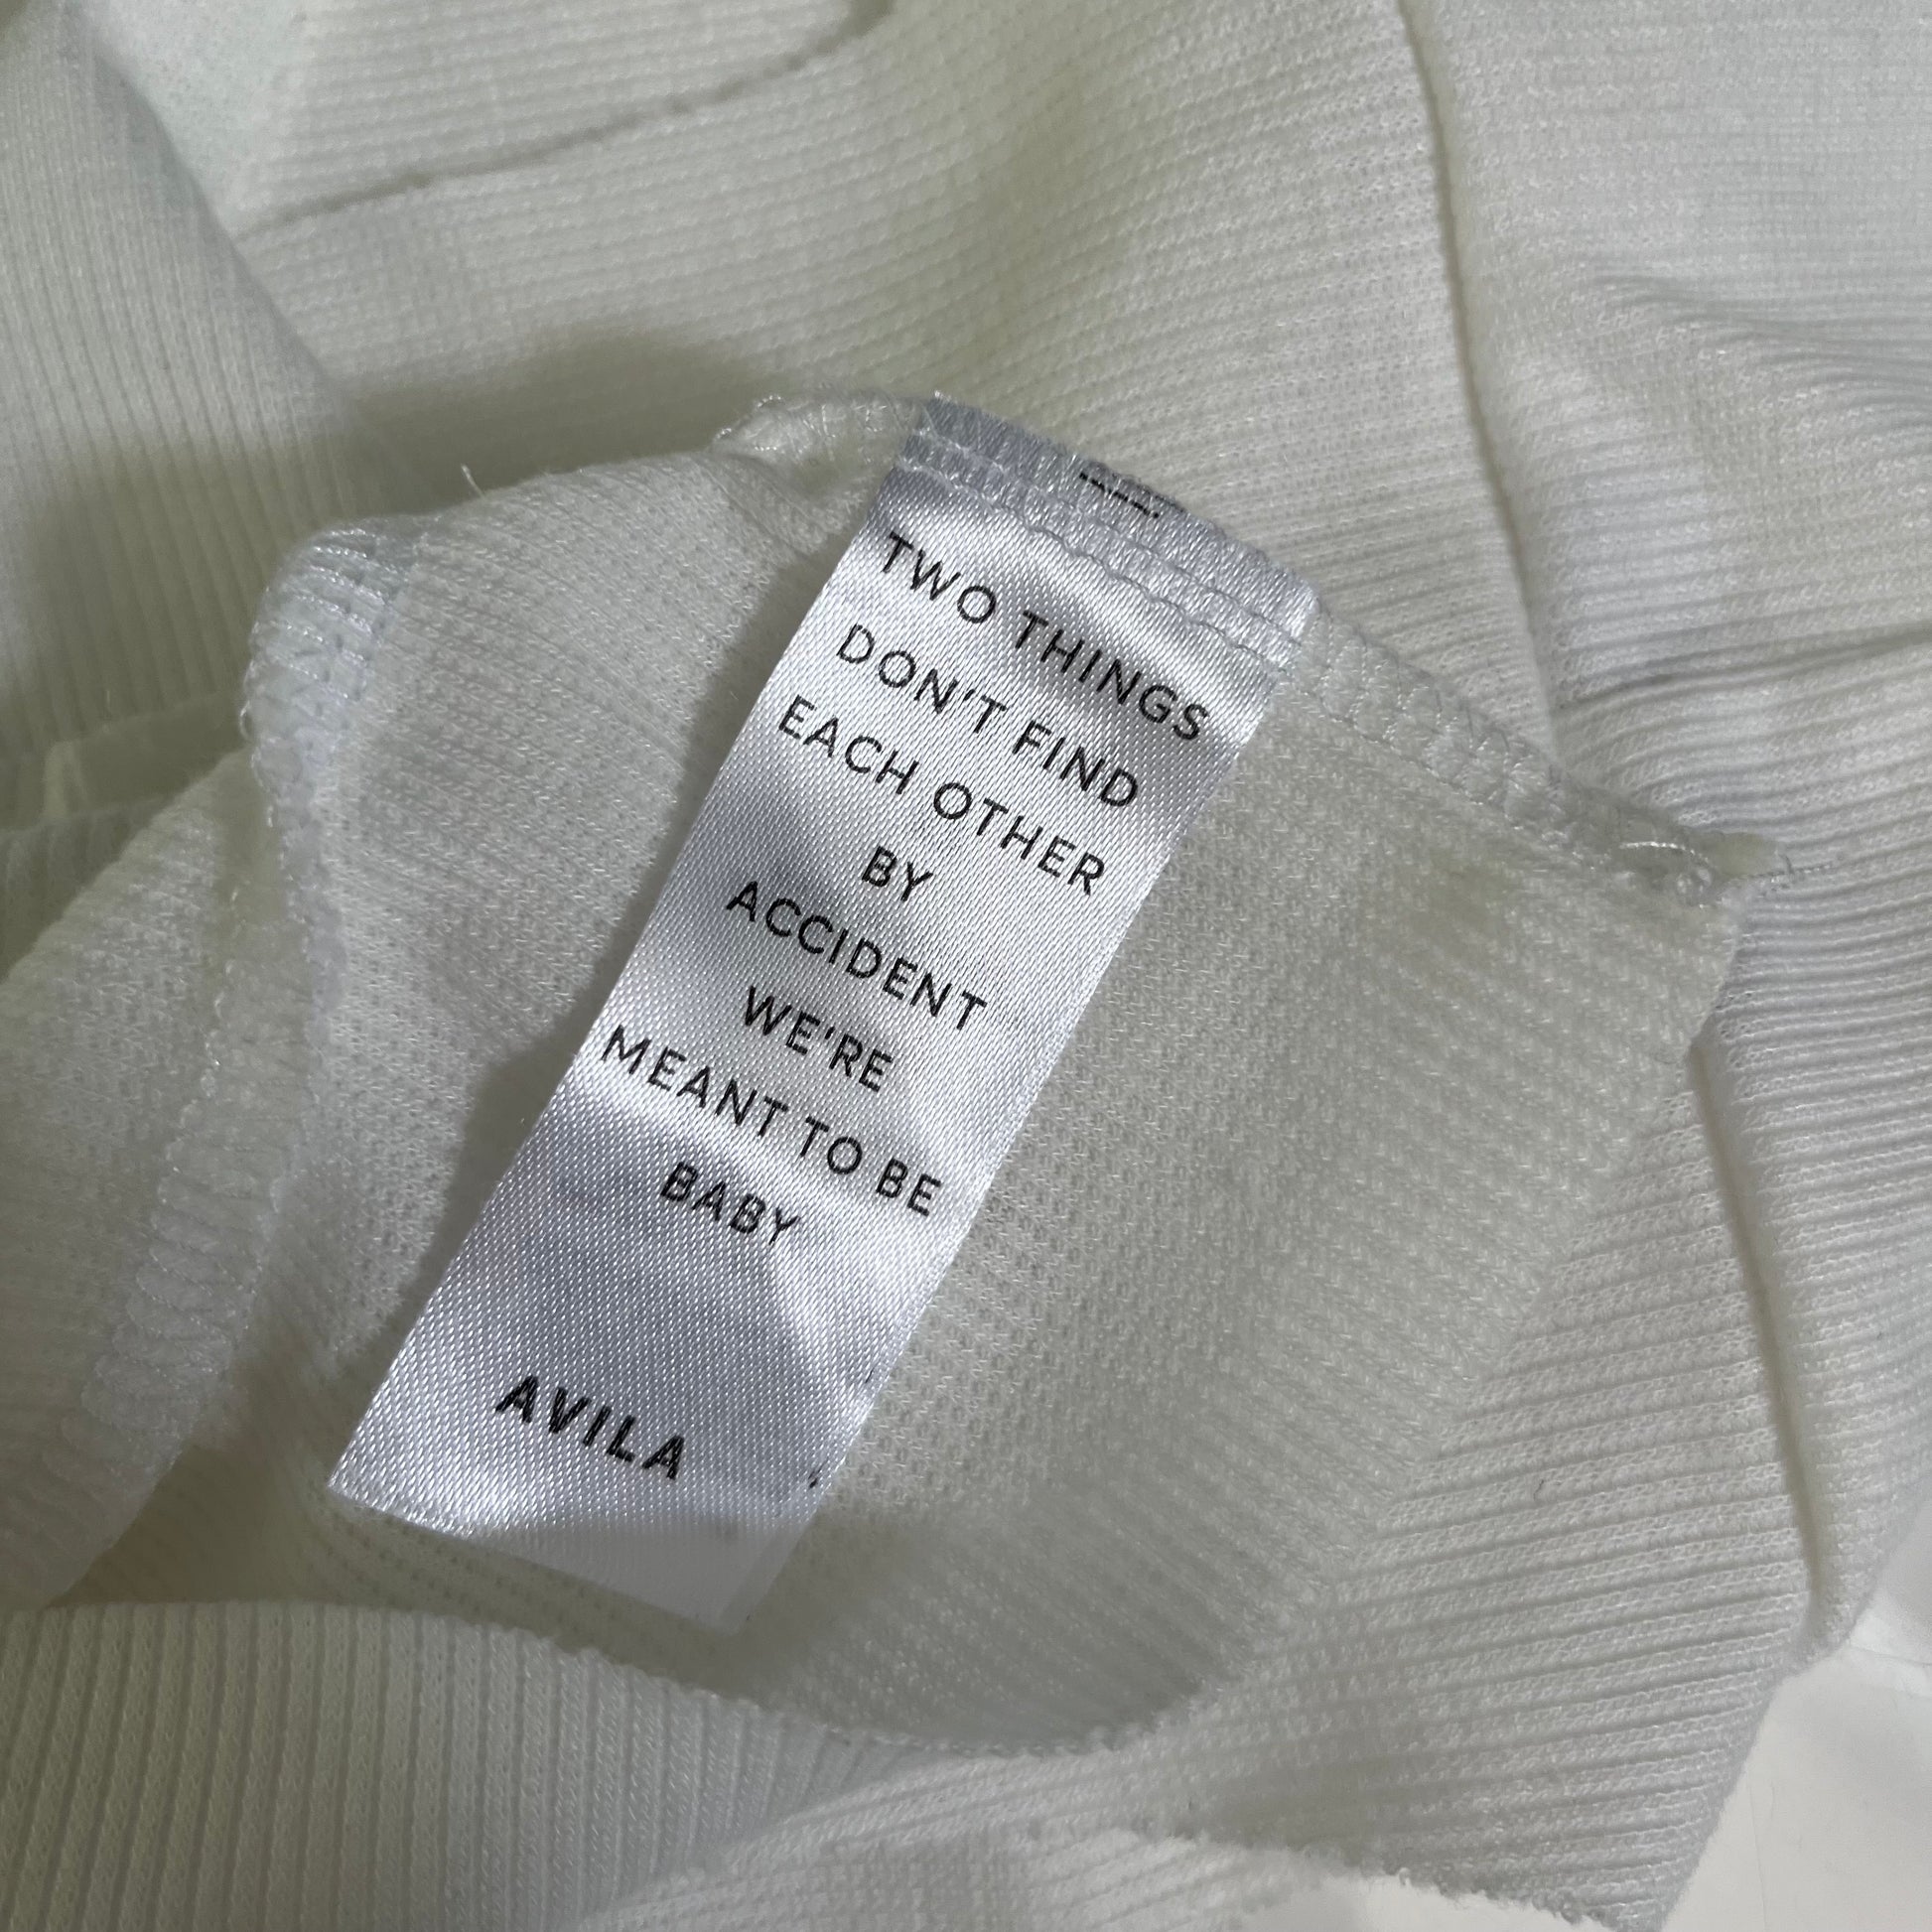 TWO THINGS
DON'T FIND
EACH OTHER
BY
ACCIDENT
WE'RE
MEANT TO BE
BABY
AVILA